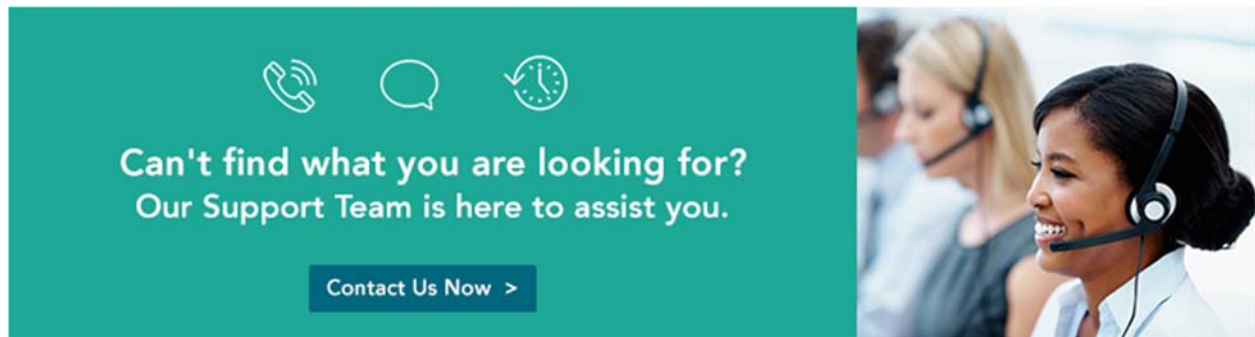 Can't find what you are looking for?
Our Support Team is here to assist you.
Contact Us Now >